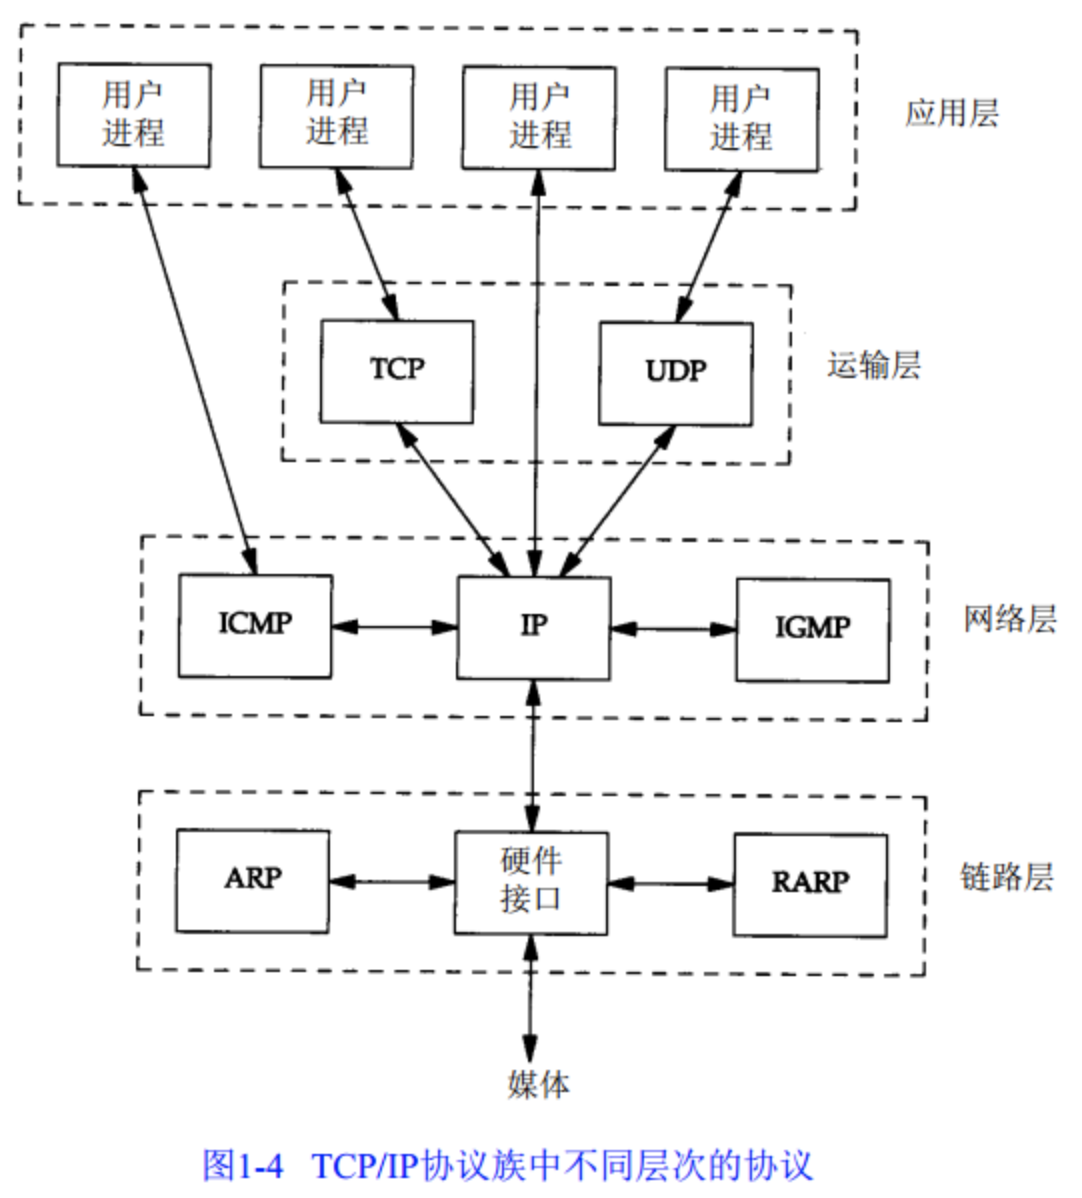 用户
进程
用户
进程
用户
进程
用户
进程
应用层
TCP
UDP
运输层
ICMP
IP
IGMP
网络层
ARP
硬件
接口
RARP
链路层
媒体
图1-4 TCP/IP协议族中不同层次的协议